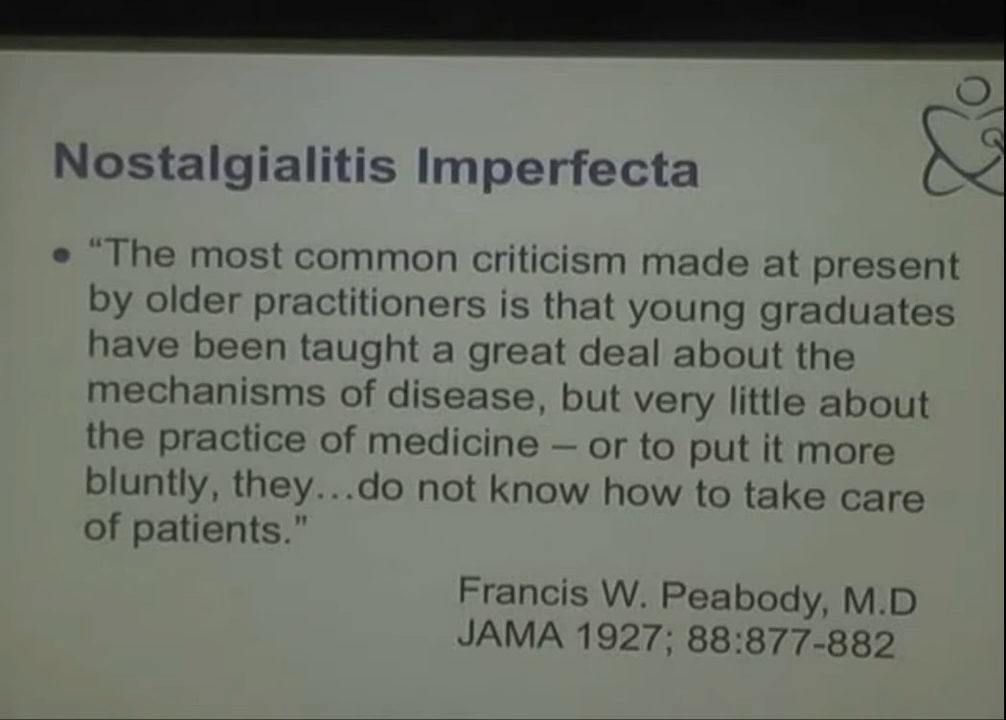 Nostalgialitis Imperfecta
• “The most common criticism made at present
by older practitioners is that young graduates
have been taught a great deal about the
mechanisms of disease, but very little about
the practice of medicine – or to put it more
bluntly, they…do not know how to take care
of patients.”
Francis W. Peabody, M.D
JAMA 1927; 88:877-882